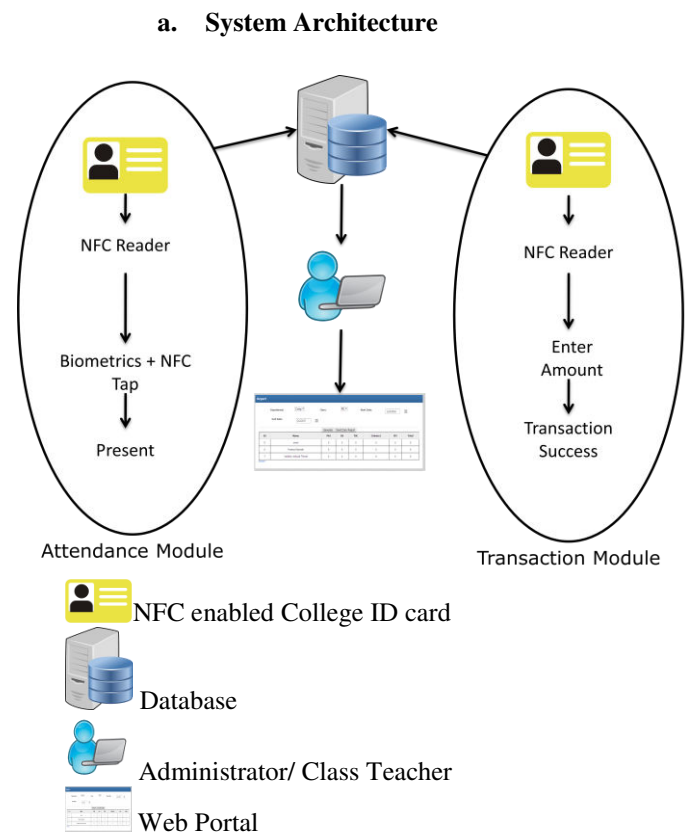 a. System Architecture
NFC Reader
Biometrics + NFC
Tap
Present
Attendance Module
NFC Reader
Enter
Amount
Transaction
Success
Transaction Module
NFC enabled College ID card
Database
Administrator/ Class Teacher
Web Portal